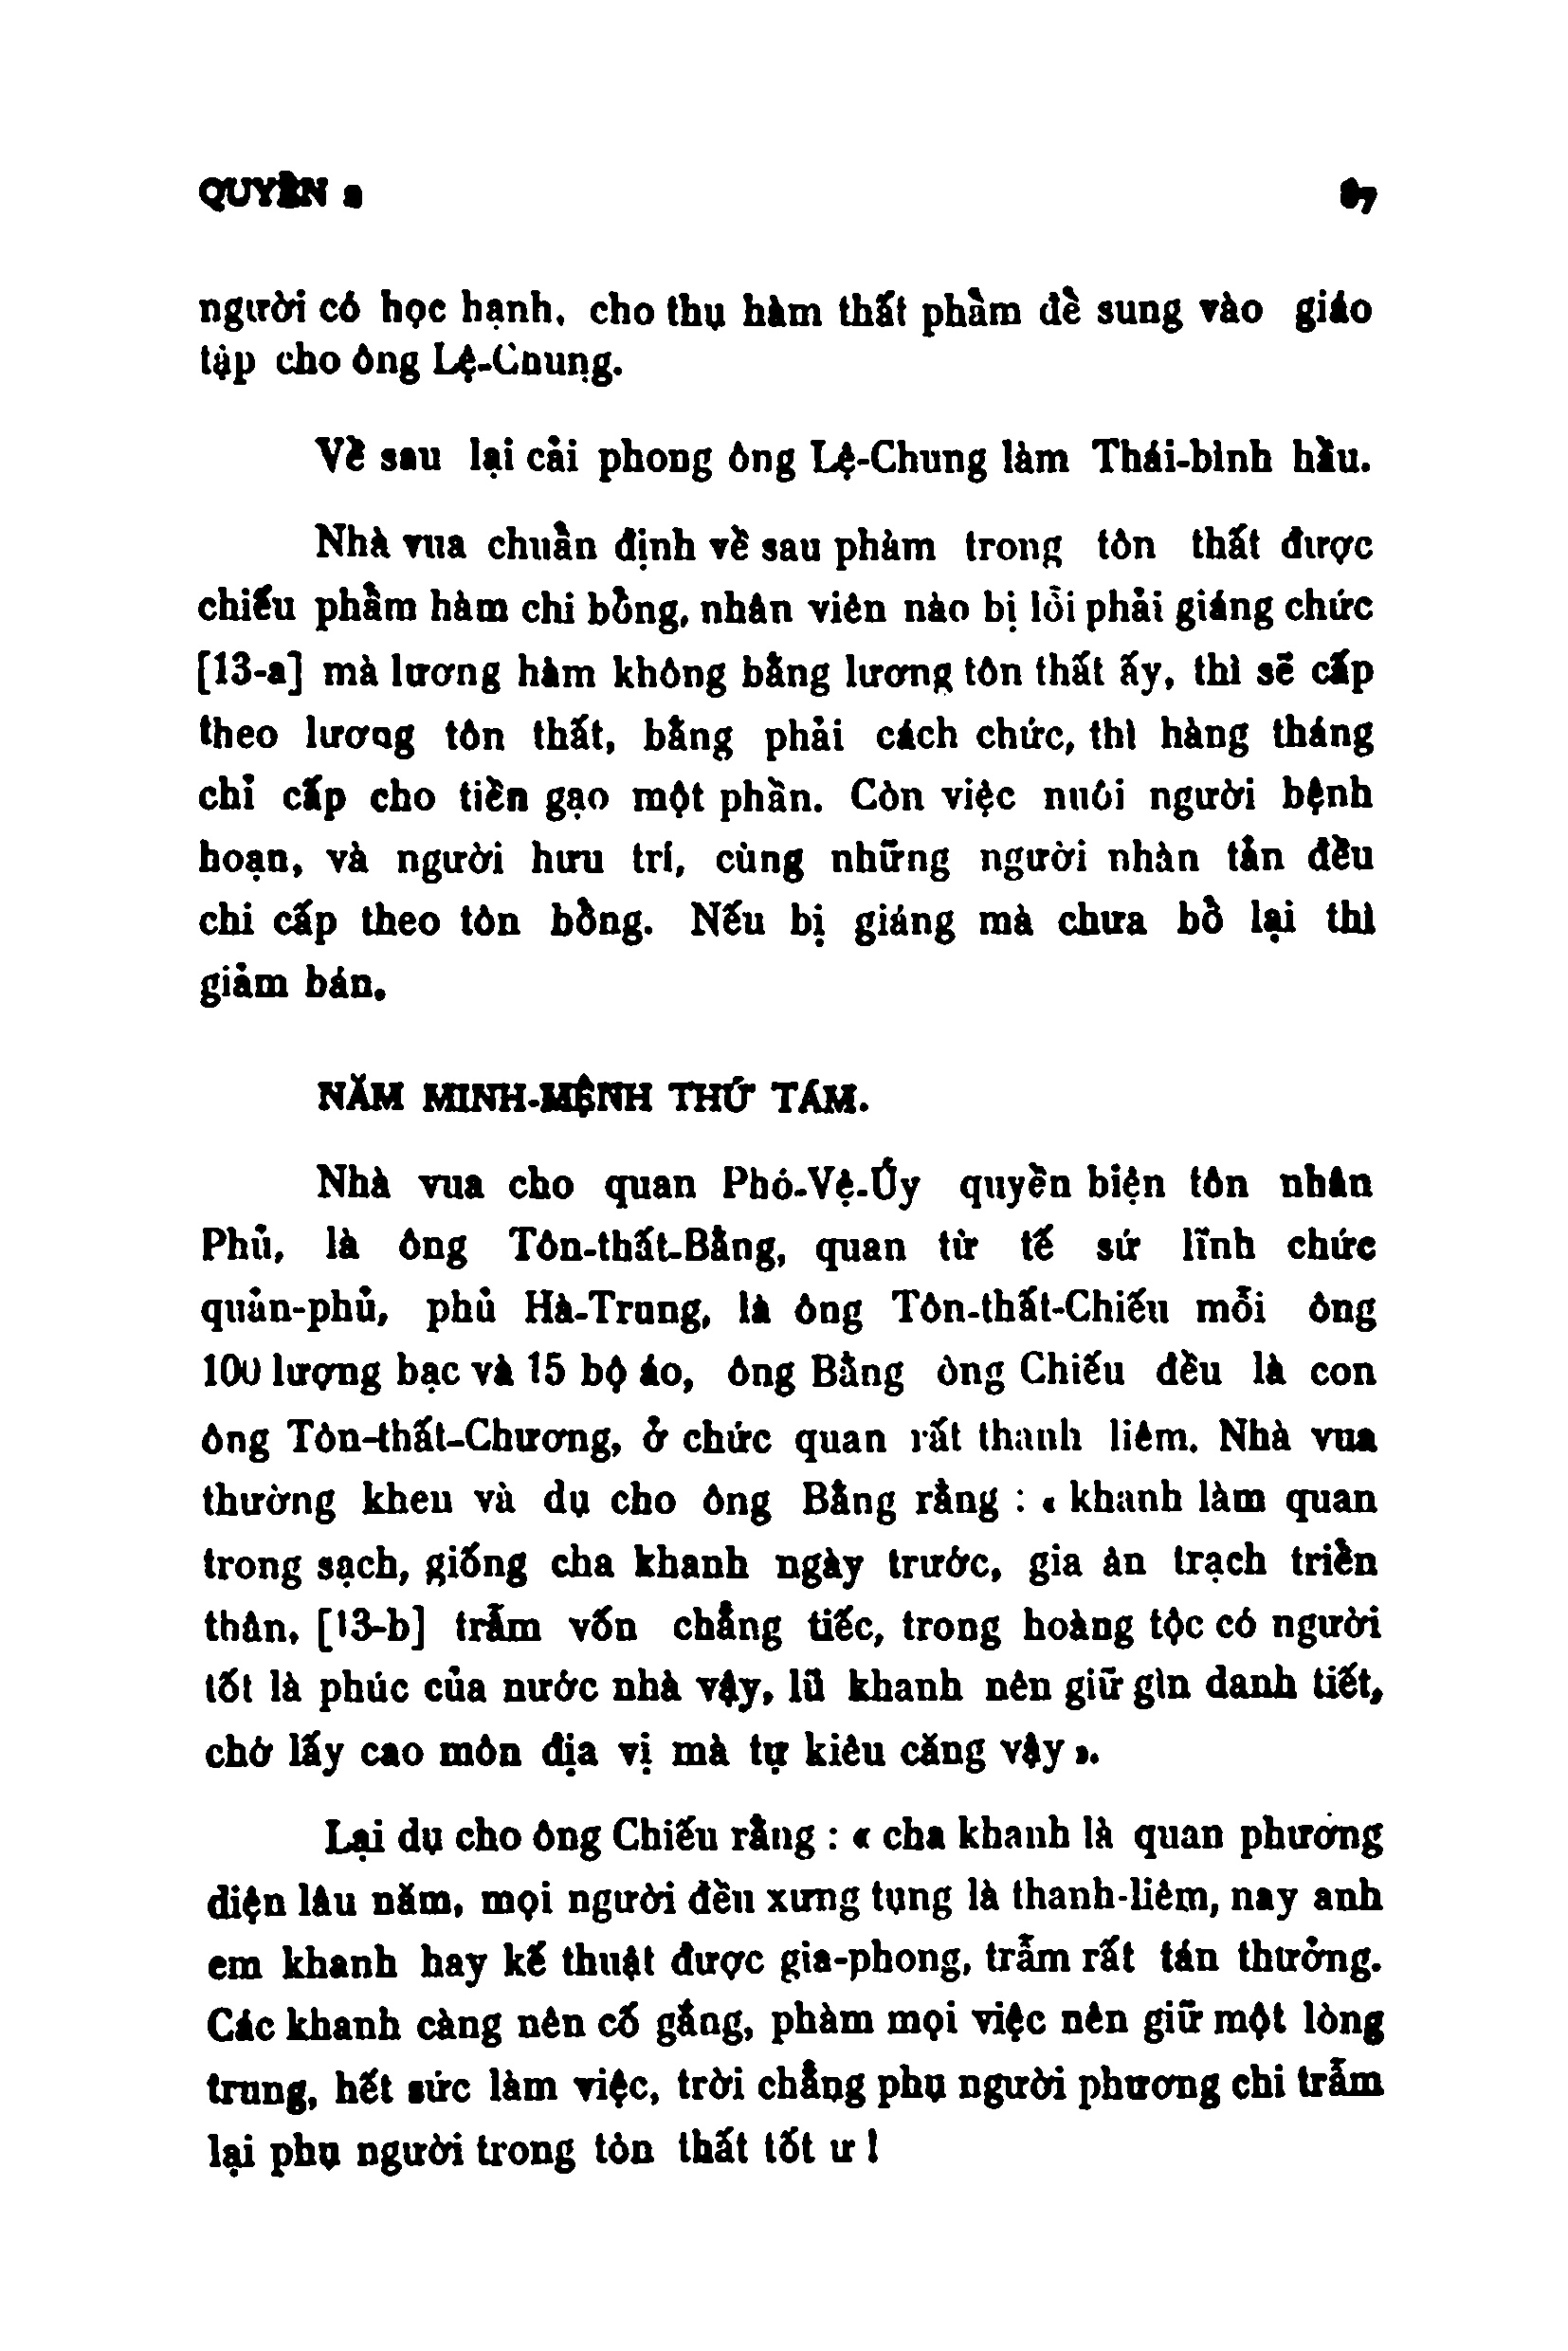 QUYỂN
người có học hạnh, cho thụ hàm thất phẩm để sung vào giáo
tập cho ông Lệ-Chung.
Về sau lại cải phong ông Lệ-Chung làm Thái-bình hầu.
Nhà vua chuẩn định về sau phàm trong tôn thất được
chiếu phẩm hàm chi bổng, nhân viên nào bị lỗi phải giáng chức
[13-a] mà lương hàm không bằng lương tôn thất ấy, thì sẽ cấp
theo lương tôn thất, bằng phải cách chức, thì hàng tháng
chỉ cấp cho tiền gạo một phần. Còn việc nuôi người bệnh
hoạn, và người hưu trí, cùng những người nhàn tản đều
chi cấp theo tôn bổng. Nếu bị giáng mà chưa bổ lại thì
giảm bán.
NĂM MINH-MỆNH THỨ TÁM.
Nhà vua cho quan Phó-Vệ-Úy quyền biện tôn nhân
Phủ, là ông Tôn-thất-Bằng, quan từ tế sứ lĩnh chức
quản-phủ, phủ Hà-Trung, là ông Tôn-thất-Chiếu mỗi ông
100 lượng bạc và 15 bộ áo, ông Bằng ông Chiếu đều là con
ông Tôn-thất-Chương, ở chức quan rất thanh liêm. Nhà vua
thường khen và dụ cho ông Bằng rằng : « khanh làm quan
trong sạch, giống cha khanh ngày trước, gia ân trạch triền
thân, [13-b] trẫm vốn chẳng tiếc, trong hoàng tộc có người
tốt là phúc của nước nhà vậy, lũ khanh nên giữ gìn danh tiết,
chớ lấy cao môn địa vị mà tự kiêu căng vậy ».
Lại dụ cho ông Chiếu rằng : « cha khanh là quan phương
diện lâu năm, mọi người đều xưng tụng là thanh-liêm, nay anh
em khanh hay kế thuật được gia-phong, trẫm rất tán thưởng.
Các khanh càng nên cố gắng, phàm mọi việc nên giữ một lòng
trung, hết sức làm việc, trời chẳng phụ người phương chi trẫm
lại phụ người trong tôn thất tốt ư !